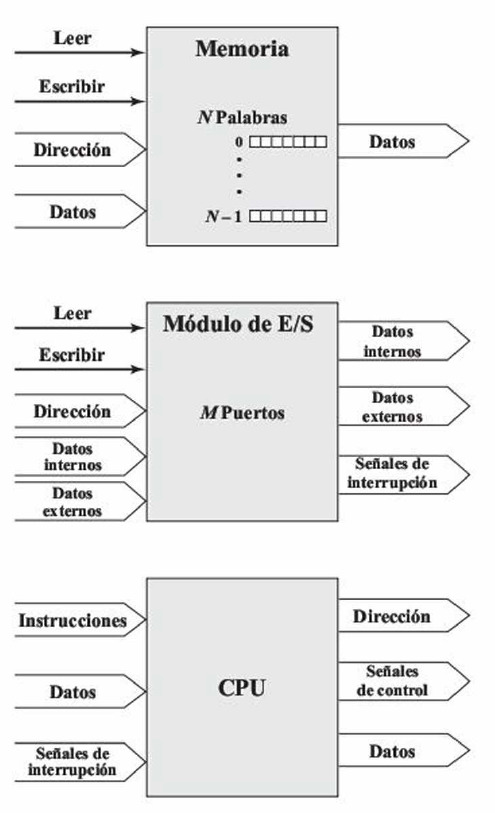 Leer
Memoria
Escribir
N Palabras
0
Dirección
Datos
Datos
N – 1
Leer
Módulo de E/S
Datos
internos
Escribir
Dirección
M Puertos
Datos
externos
Datos
internos
Señales de
interrupción
Datos
externos
Instrucciones
Dirección
Datos
CPU
Señales
de control
Señales de
interrupción
Datos